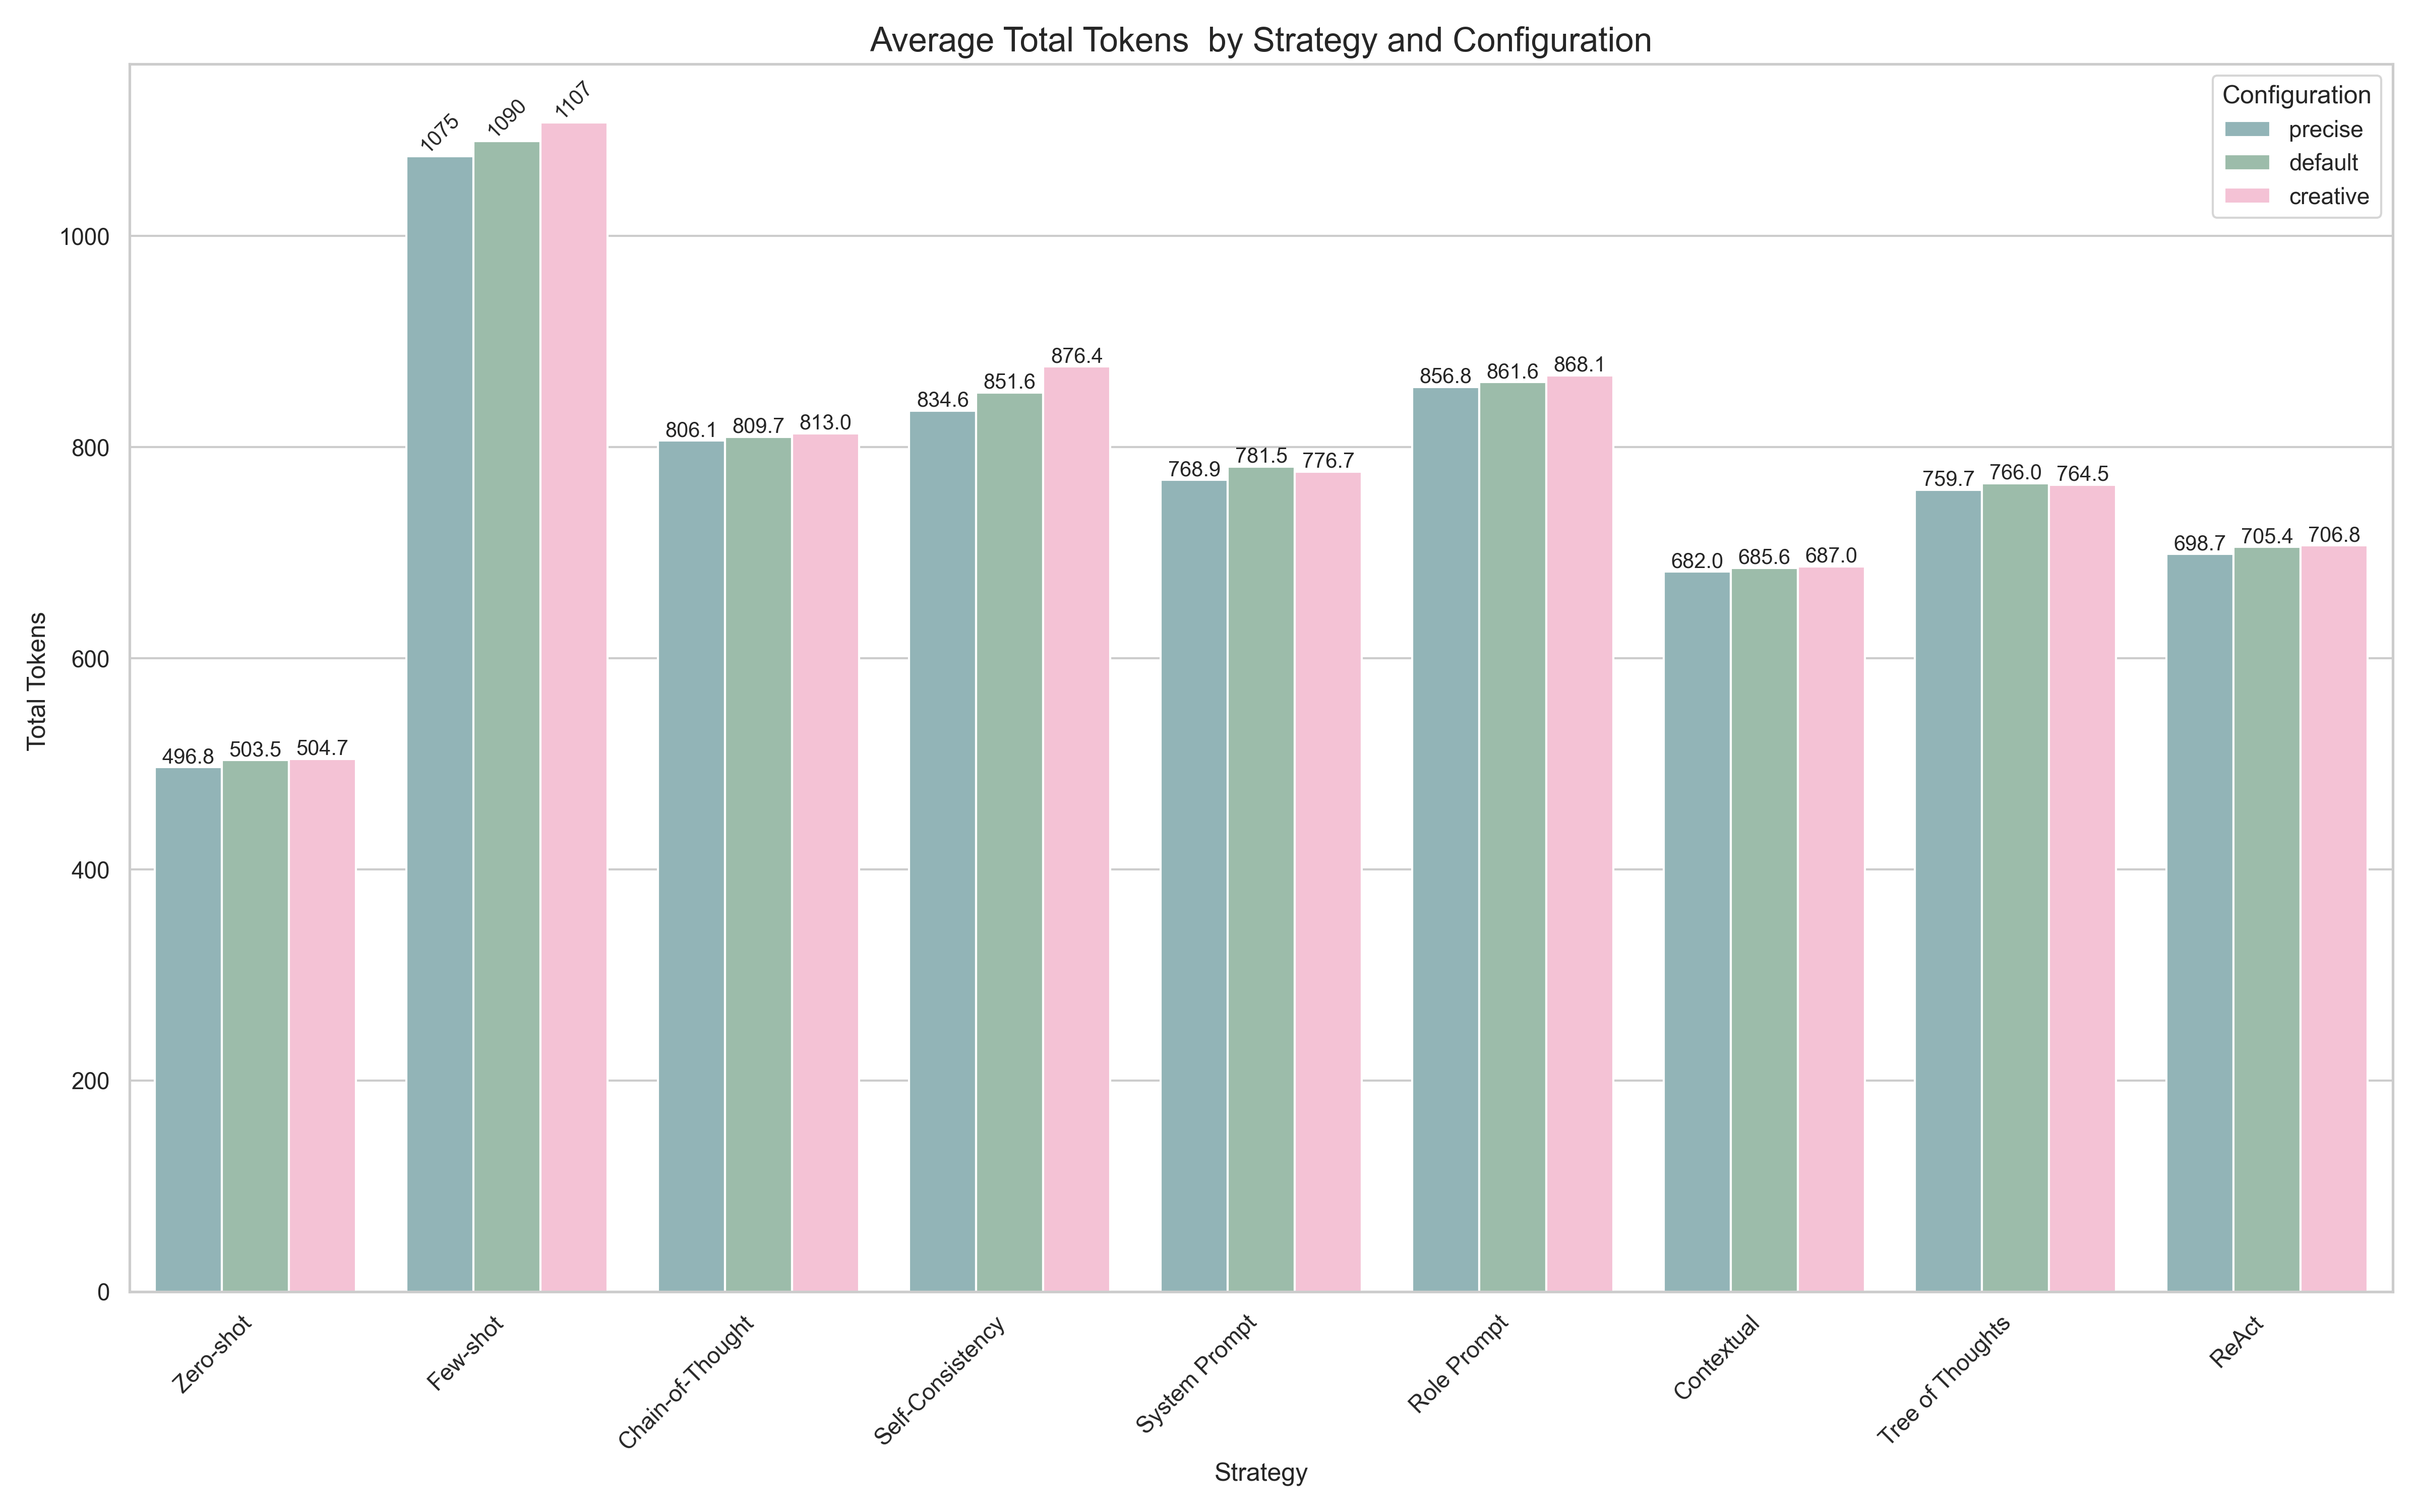 Average Total Tokens  by Strategy and Configuration
Configuration
precise
default
creative
Total Tokens
1000
800
600
400
200
0
496.8
503.5
504.7
1075
1090
1107
806.1
809.7
813.0
834.6
851.6
876.4
768.9
781.5
776.7
856.8
861.6
868.1
682.0
685.6
687.0
759.7
766.0
764.5
698.7
705.4
706.8
Zero-shot
Few-shot
Chain-of-Thought
Self-Consistency
System Prompt
Role Prompt
Contextual
Tree of Thoughts
ReAct
Strategy